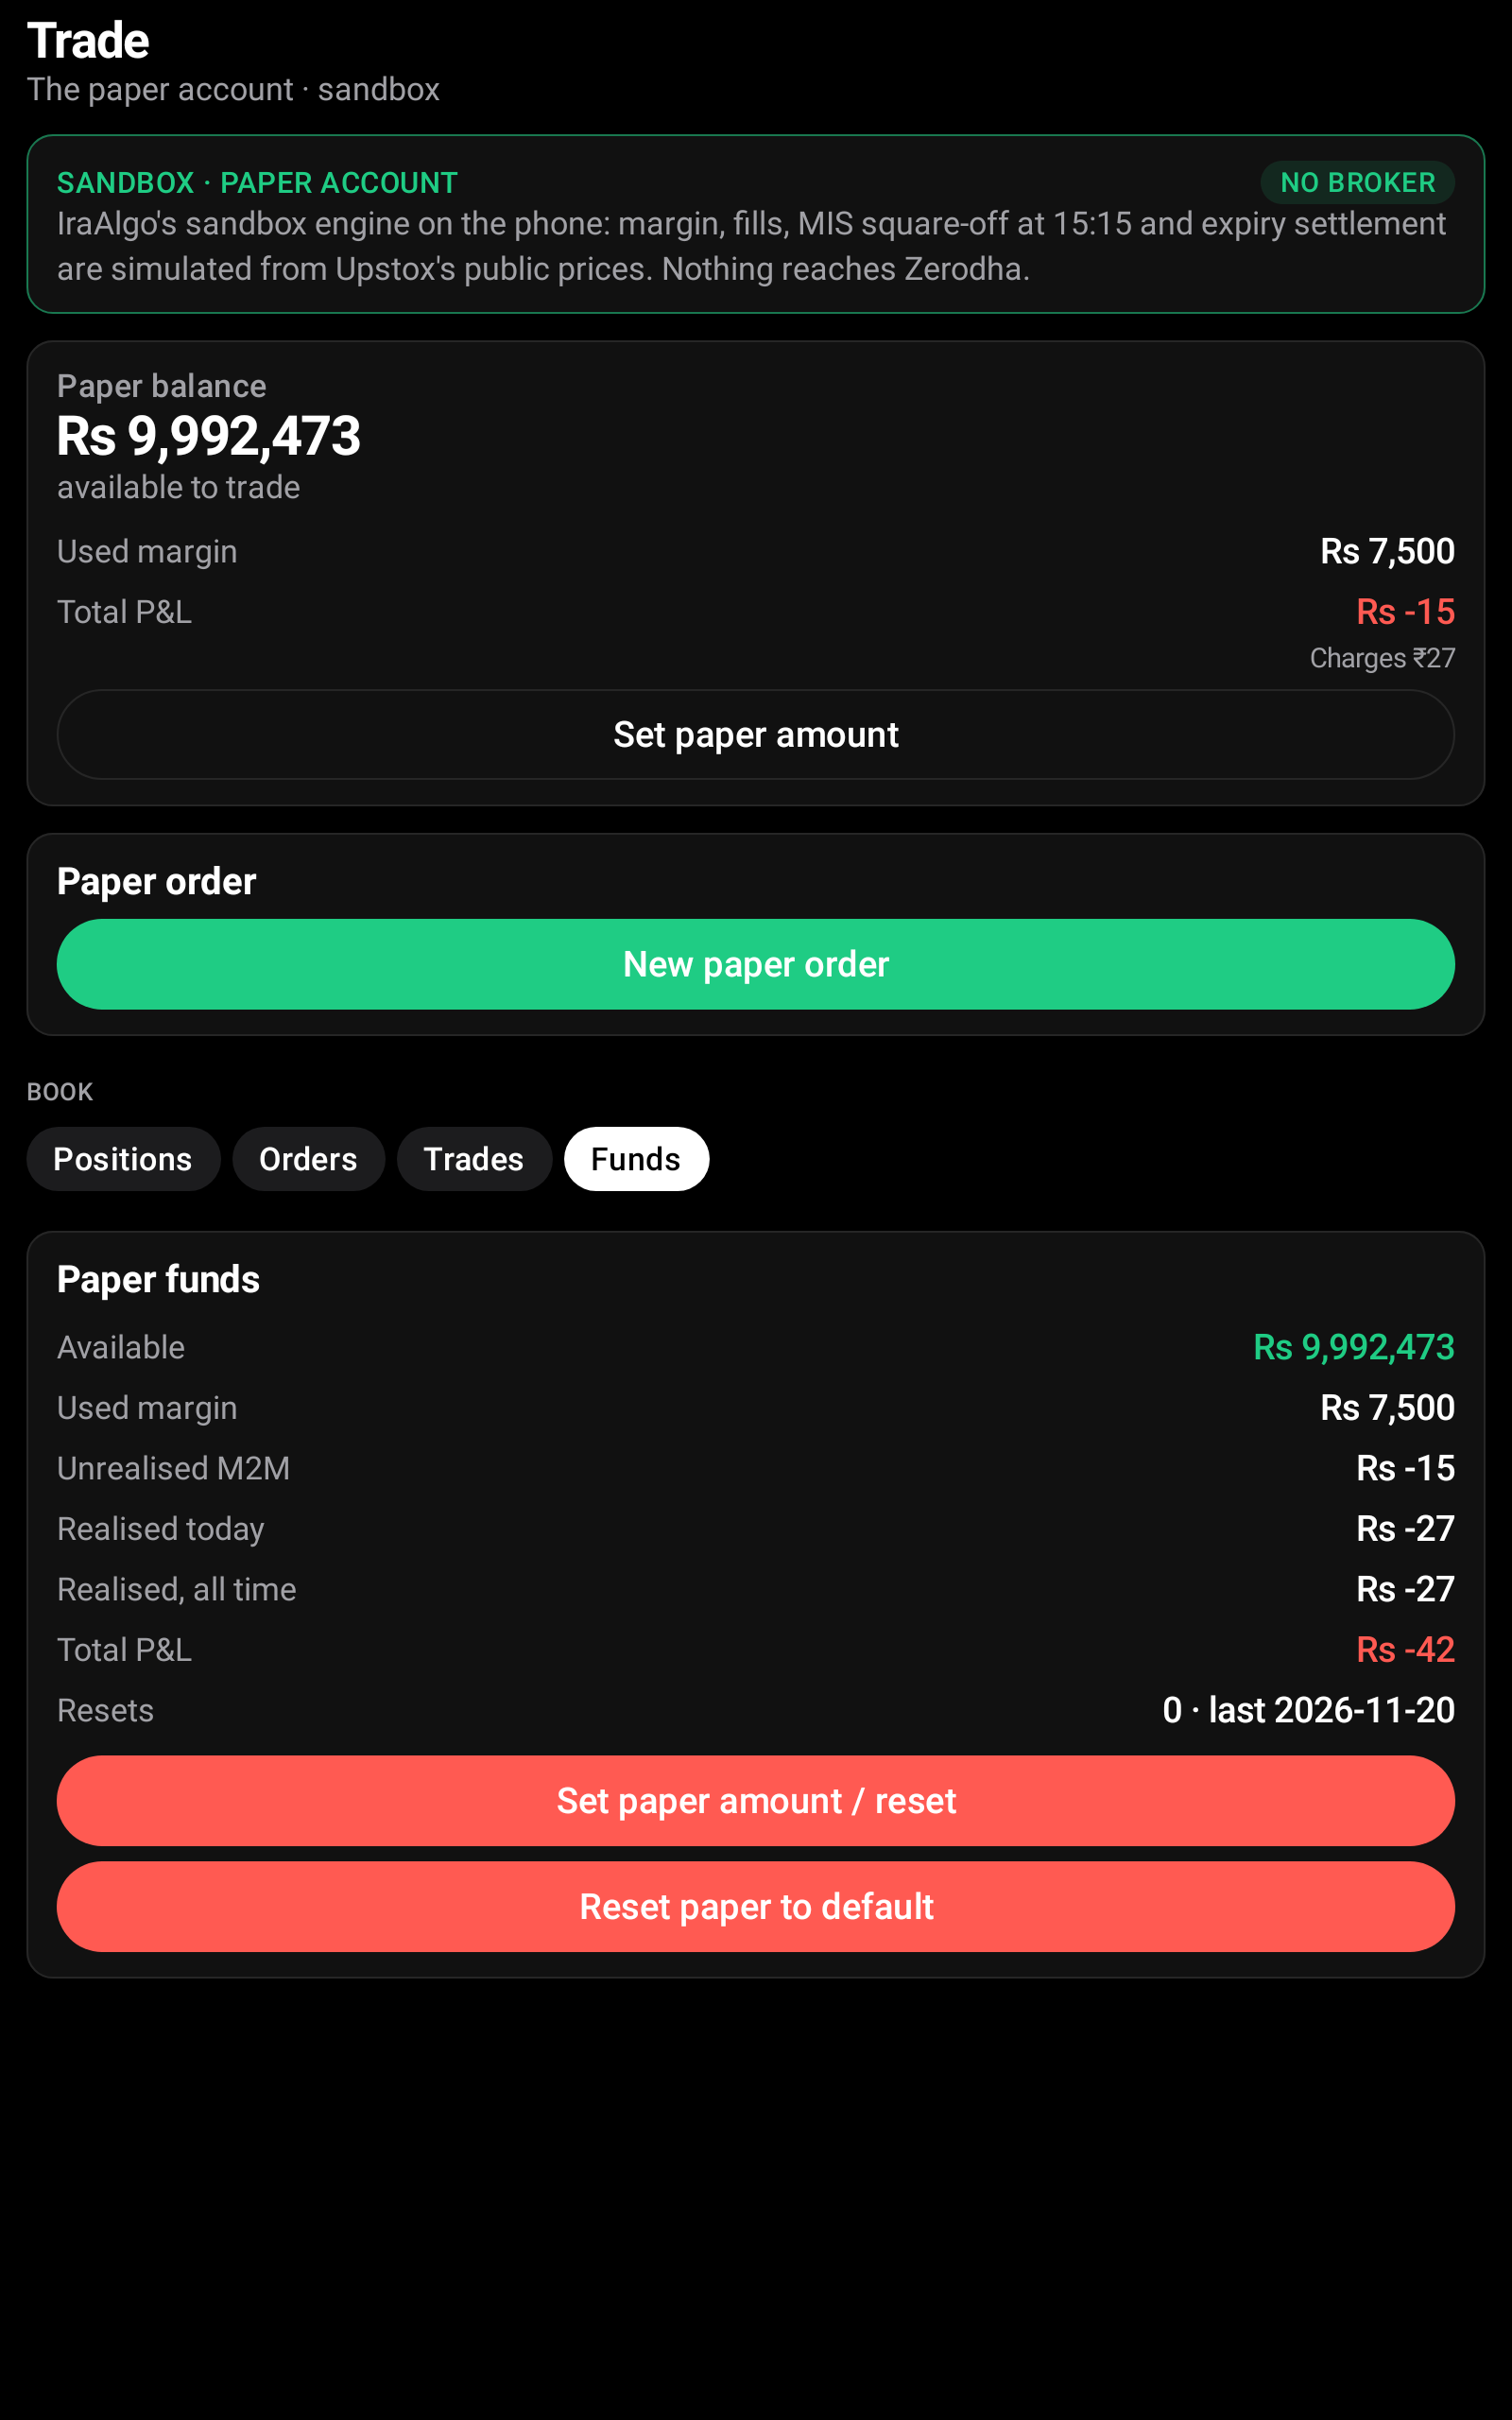 Trade
The paper account · sandbox
SANDBOX · PAPER ACCOUNT
NO BROKER
IraAlgo's sandbox engine on the phone: margin, fills, MIS square-off at 15:15 and expiry settlement
are simulated from Upstox's public prices. Nothing reaches Zerodha.
Paper balance
Rs 9,992,473
available to trade
Used margin Rs 7,500
Total P&L Rs -15
Charges ₹27
Set paper amount
Paper order
New paper order
BOOK
Positions Orders Trades Funds
Paper funds
Available Rs 9,992,473
Used margin Rs 7,500
Unrealised M2M Rs -15
Realised today Rs -27
Realised, all time Rs -27
Total P&L Rs -42
Resets 0 · last 2026-11-20
Set paper amount / reset
Reset paper to default